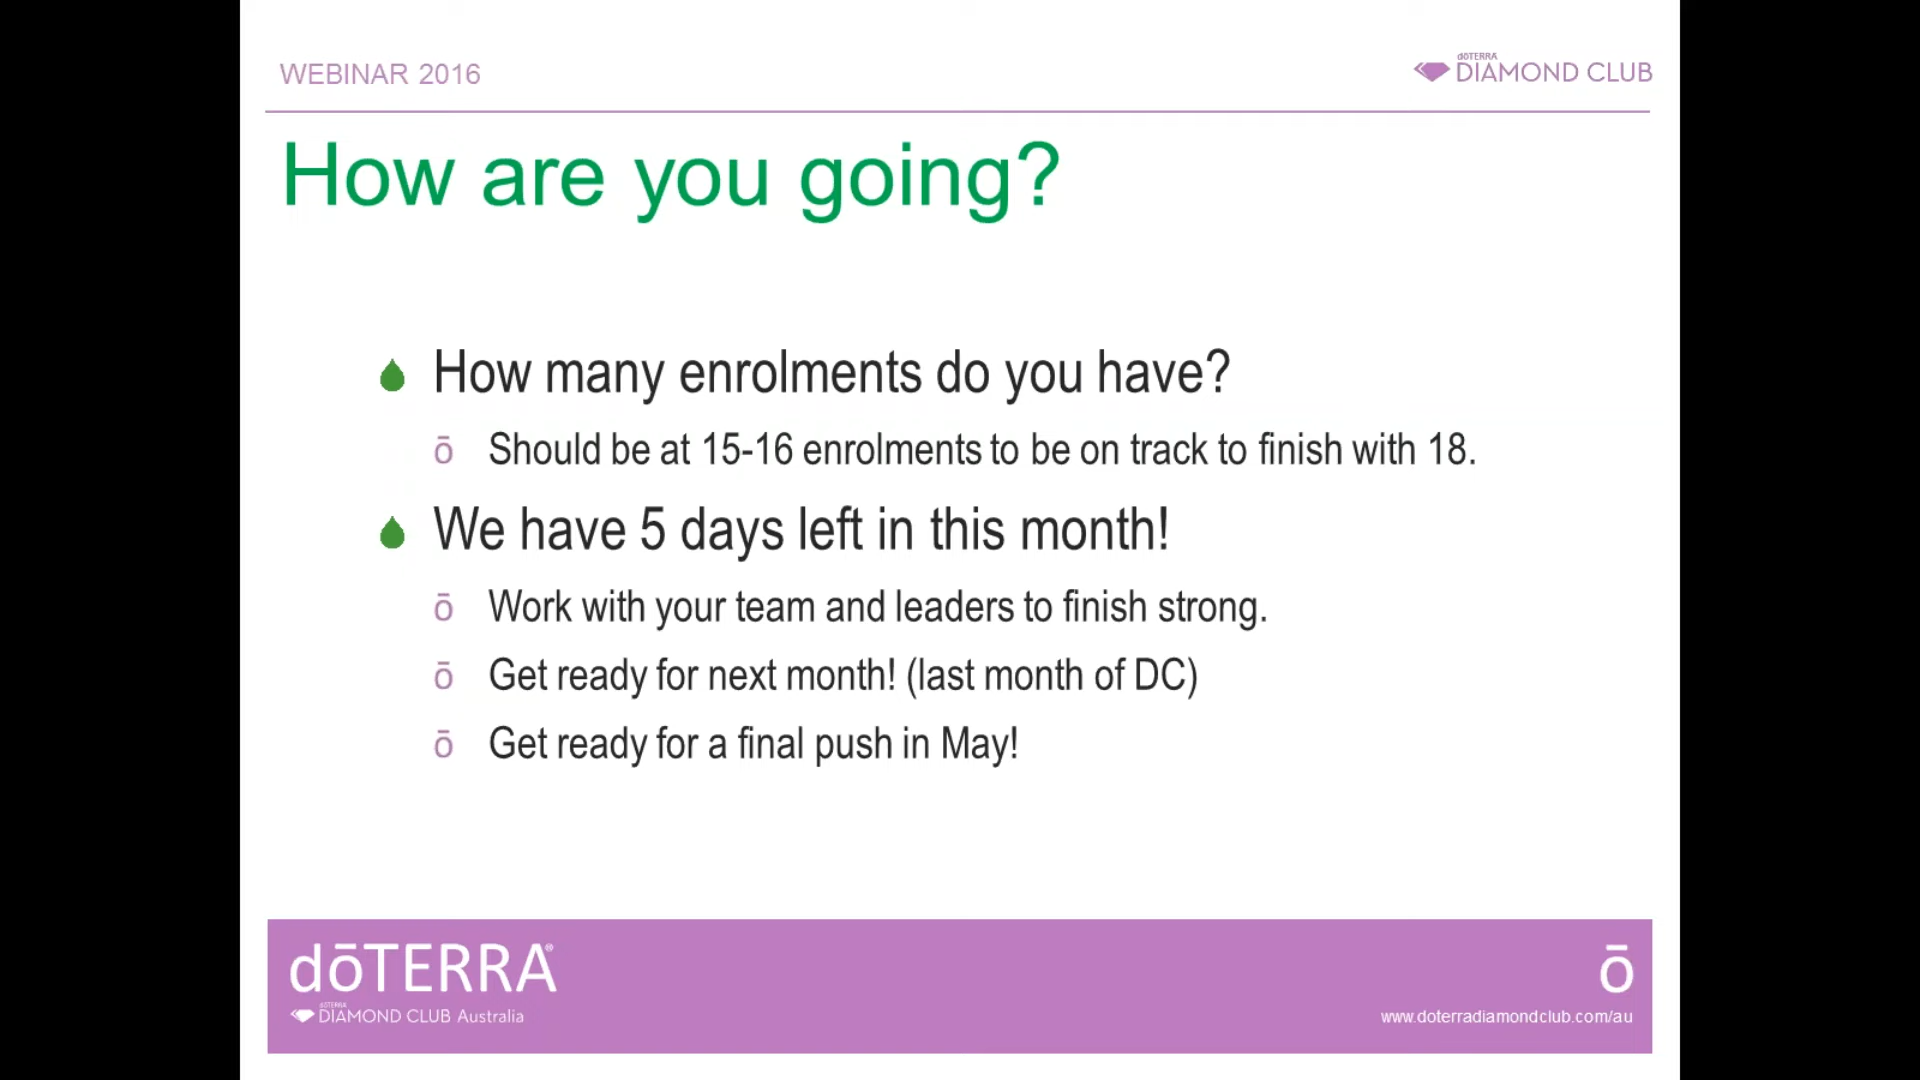 WEBINAR 2016
dōTERRA
DIAMOND CLUB
How are you going?
How many enrolments do you have?
ō Should be at 15-16 enrolments to be on track to finish with 18.
We have 5 days left in this month!
ō Work with your team and leaders to finish strong.
ō Get ready for next month! (last month of DC)
ō Get ready for a final push in May!
dōTERRA®
dōTERRA
DIAMOND CLUB Australia
ō
www.doterradiamondclub.com/au